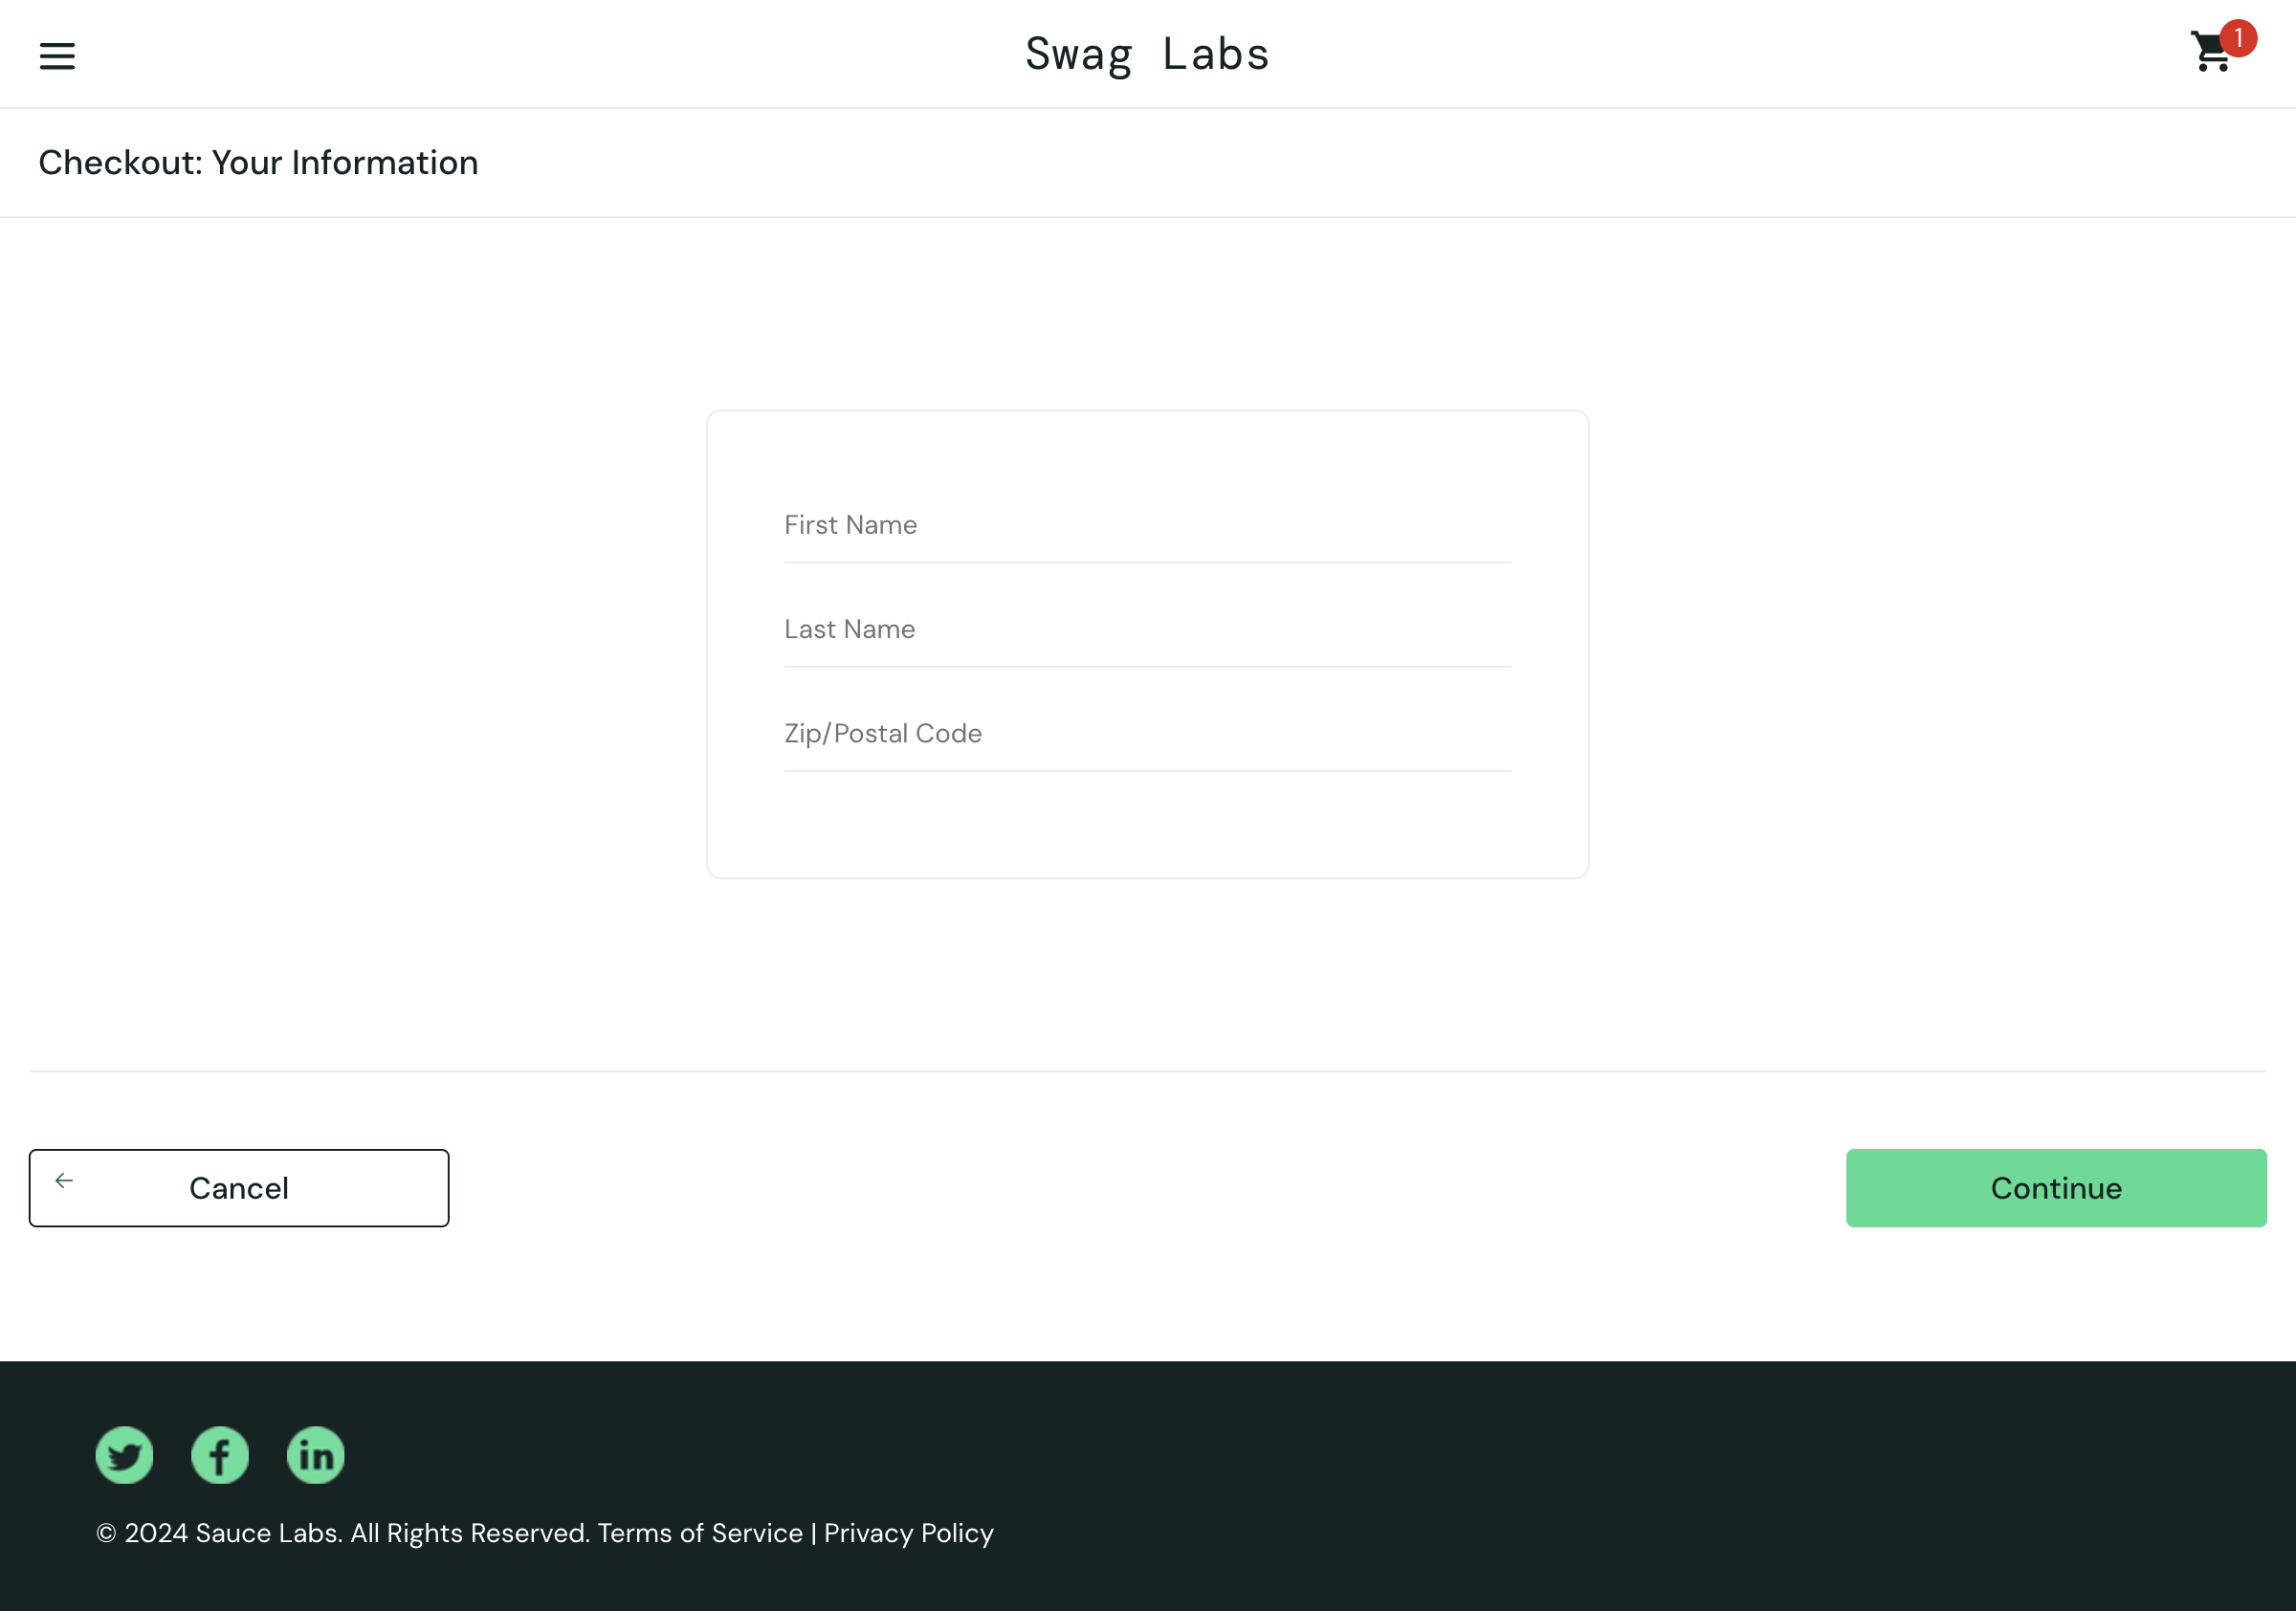 Swag Labs
1
Checkout: Your Information
First Name
Last Name
Zip/Postal Code
Cancel
Continue
© 2024 Sauce Labs. All Rights Reserved. Terms of Service | Privacy Policy